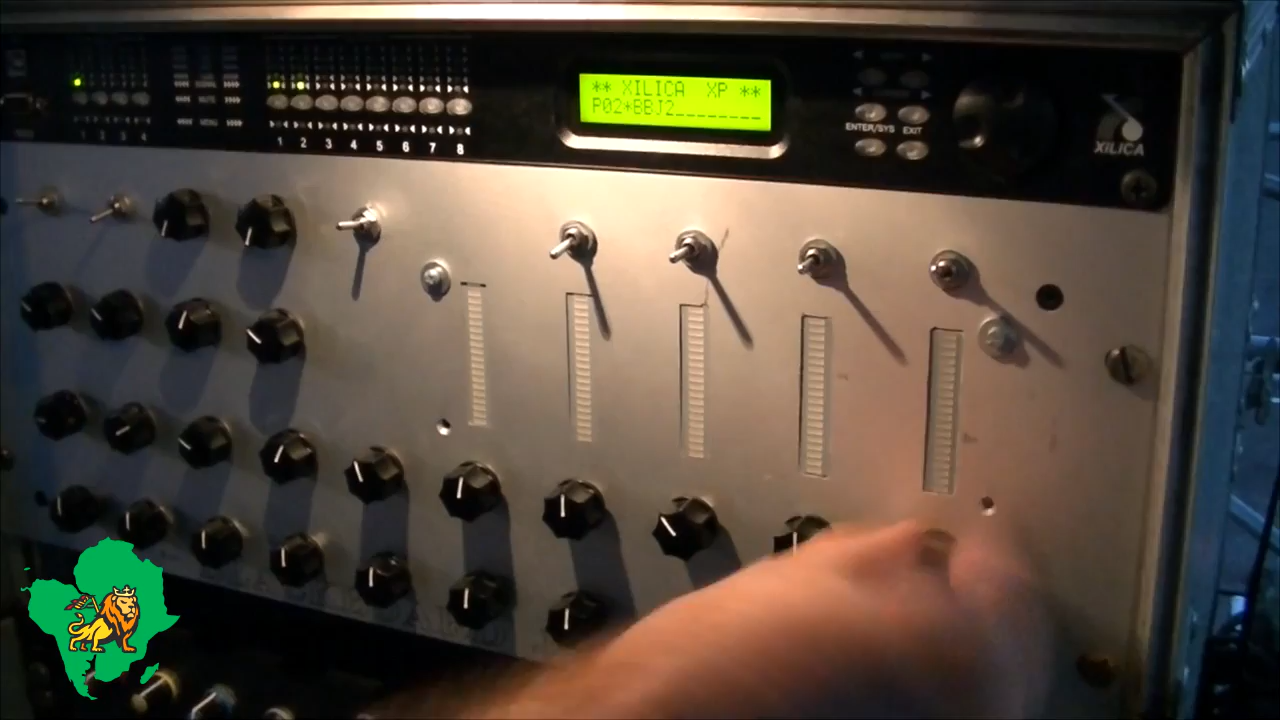 ** XILICA XP **
P02*BBJ2________
ENTER/SYS EXIT
XILICA
1 2 3 4
1 2 3 4 5 6 7 8
MUTE